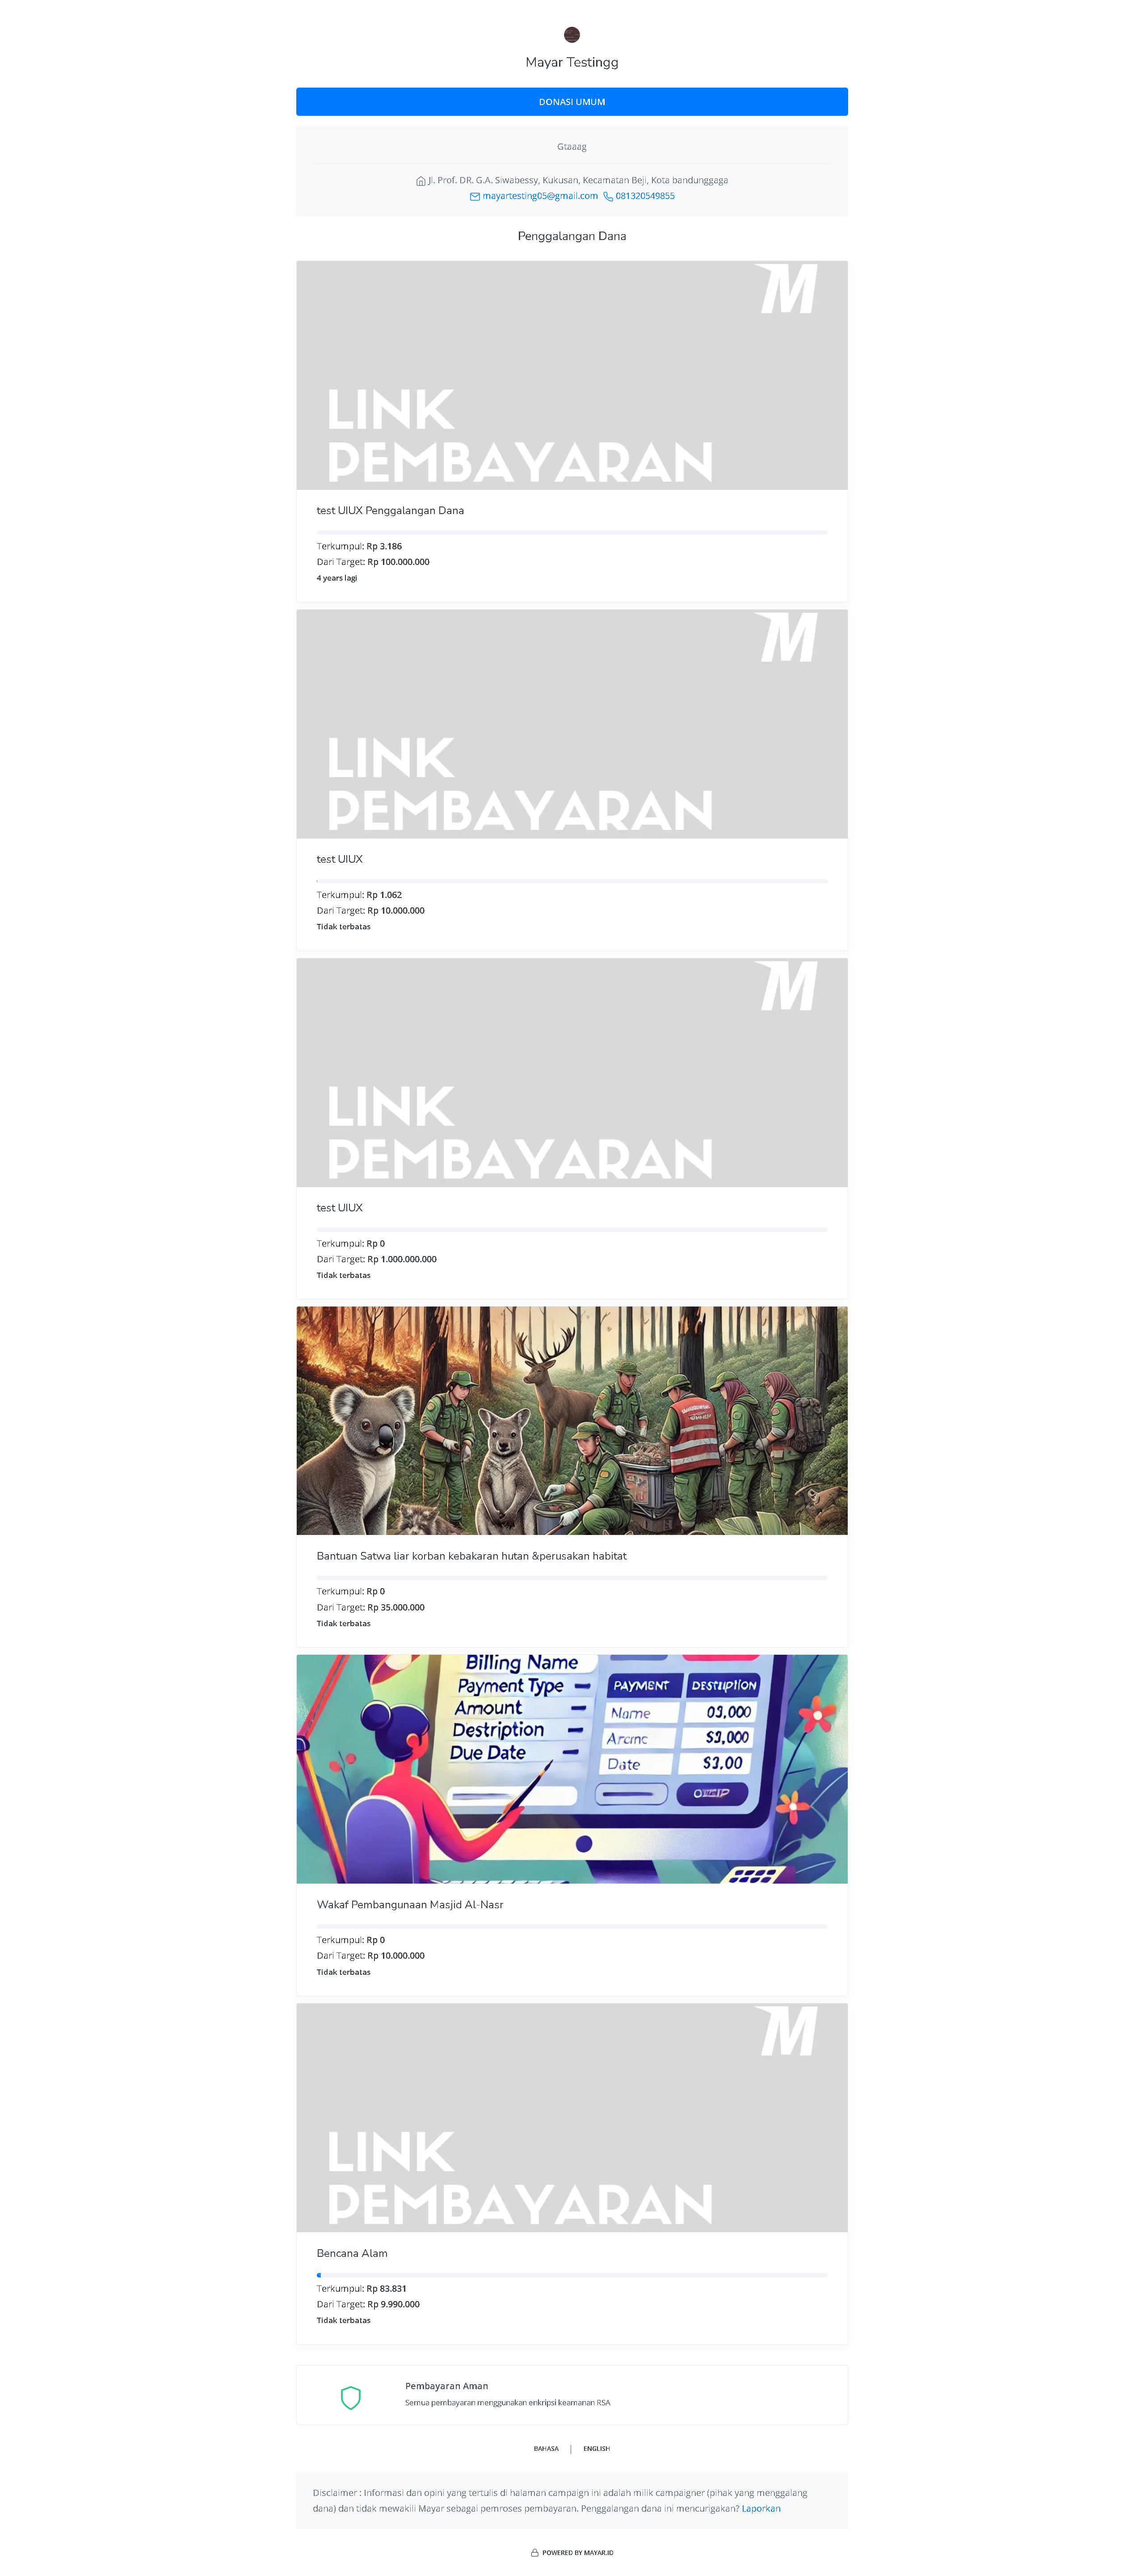 Mayar Testingg
DONASI UMUM
Gtaaag
Jl. Prof. DR. G.A. Siwabessy, Kukusan, Kecamatan Beji, Kota bandunggaga
mayartesting05@gmail.com 081320549855
Penggalangan Dana
M
LINK
PEMBAYARAN
test UIUX Penggalangan Dana
Terkumpul: Rp 3.186
Dari Target: Rp 100.000.000
4 years lagi
M
LINK
PEMBAYARAN
test UIUX
Terkumpul: Rp 1.062
Dari Target: Rp 10.000.000
Tidak terbatas
M
LINK
PEMBAYARAN
test UIUX
Terkumpul: Rp 0
Dari Target: Rp 1.000.000.000
Tidak terbatas
Bantuan Satwa liar korban kebakaran hutan &perusakan habitat
Terkumpul: Rp 0
Dari Target: Rp 35.000.000
Tidak terbatas
Billing Name
Payment Type
Amount
Destription
Due Date
PAYMENT Destuption
Name 03,000
Aranc $3,000
Date $3.00
Wakaf Pembangunaan Masjid Al-Nasr
Terkumpul: Rp 0
Dari Target: Rp 10.000.000
Tidak terbatas
M
LINK
PEMBAYARAN
Bencana Alam
Terkumpul: Rp 83.831
Dari Target: Rp 9.990.000
Tidak terbatas
Pembayaran Aman
Semua pembayaran menggunakan enkripsi keamanan RSA
BAHASA | ENGLISH
Disclaimer : Informasi dan opini yang tertulis di halaman campaign ini adalah milik campaigner (pihak yang menggalang
dana) dan tidak mewakili Mayar sebagai pemroses pembayaran. Penggalangan dana ini mencurigakan? Laporkan
POWERED BY MAYAR.ID